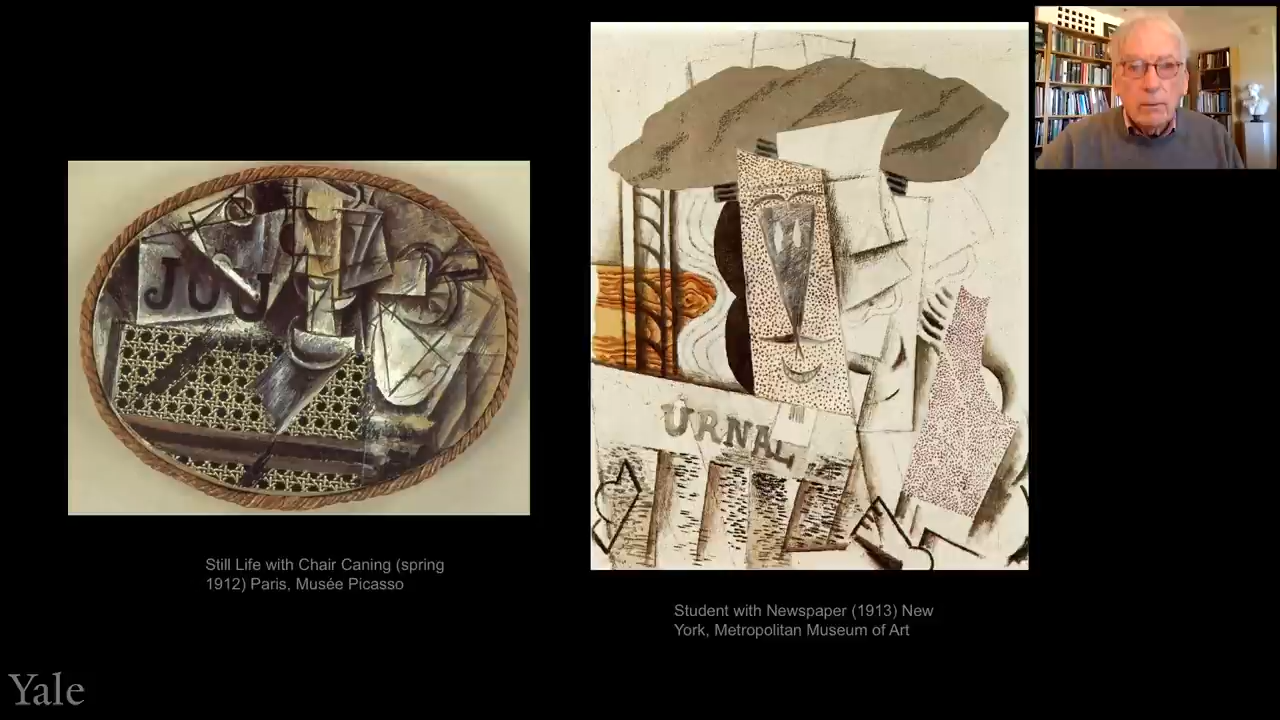 JOU
URNAL
Still Life with Chair Caning (spring
1912) Paris, Musée Picasso
Student with Newspaper (1913) New
York, Metropolitan Museum of Art
Yale